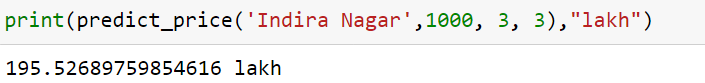 print(predict_price('Indira Nagar',1000, 3, 3),"lakh")
195.52689759854616 lakh